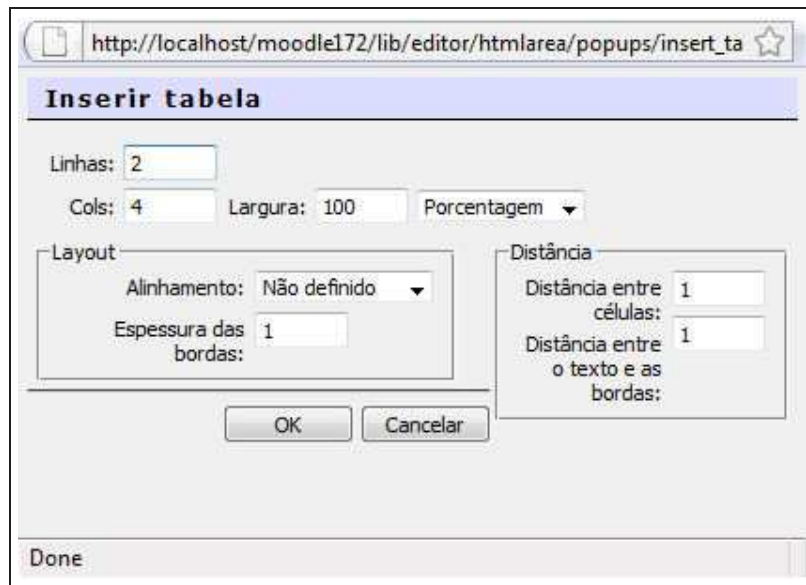 http://localhost/moodle172/lib/editor/htmlarea/popups/insert_ta
Inserir tabela
Linhas: 2
Cols: 4 Largura: 100 Porcentagem
Layout
Alinhamento: Não definido
Espessura das
bordas: 1
Distância
Distância entre
células: 1
Distância entre
o texto e as
bordas: 1
OK Cancelar
Done